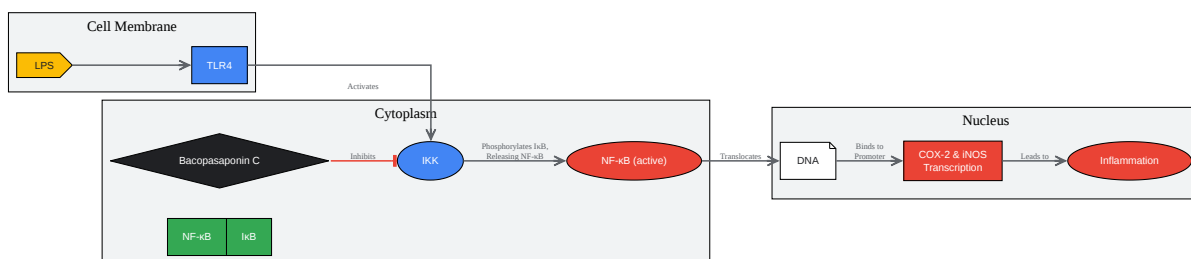 Cell Membrane
LPS
TLR4
Activates
Cytoplasm
Bacopasaponin C
Inhibits
IKK
Phosphorylates IκB,
Releasing NF-κB
NF-κB (active)
NF-κB
IκB
Translocates
Nucleus
DNA
Binds to
Promoter
COX-2 & iNOS
Transcription
Leads to
Inflammation